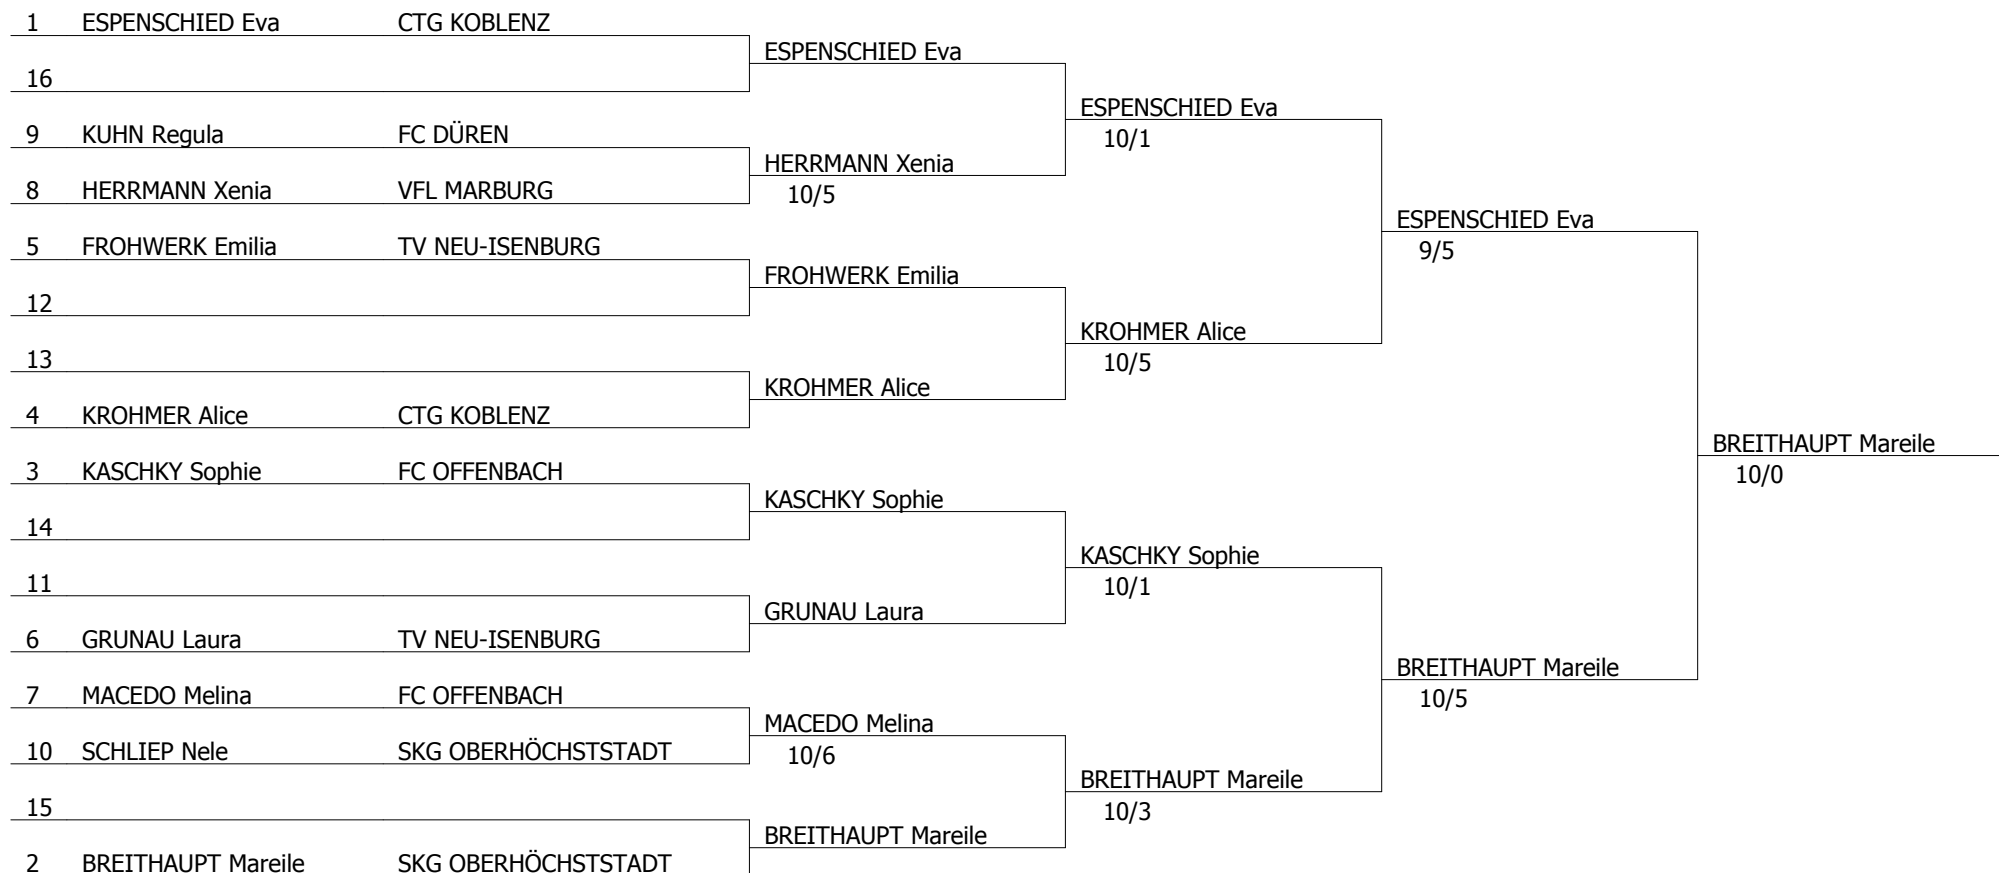 1 ESPENSCHIED Eva CTG KOBLENZ
ESPENSCHIED Eva
16
ESPENSCHIED Eva
10/1
9 KUHN Regula FC DÜREN
HERRMANN Xenia
10/5
8 HERRMANN Xenia VFL MARBURG
ESPENSCHIED Eva
9/5
5 FROHWERK Emilia TV NEU-ISENBURG
FROHWERK Emilia
12
KROHMER Alice
10/5
13
KROHMER Alice
4 KROHMER Alice CTG KOBLENZ
BREITHAUPT Mareile
10/0
3 KASCHKY Sophie FC OFFENBACH
KASCHKY Sophie
14
KASCHKY Sophie
10/1
11
GRUNAU Laura
6 GRUNAU Laura TV NEU-ISENBURG
BREITHAUPT Mareile
10/5
7 MACEDO Melina FC OFFENBACH
MACEDO Melina
10/6
10 SCHLIEP Nele SKG OBERHÖCHSTSTADT
BREITHAUPT Mareile
10/3
15
BREITHAUPT Mareile
2 BREITHAUPT Mareile SKG OBERHÖCHSTSTADT